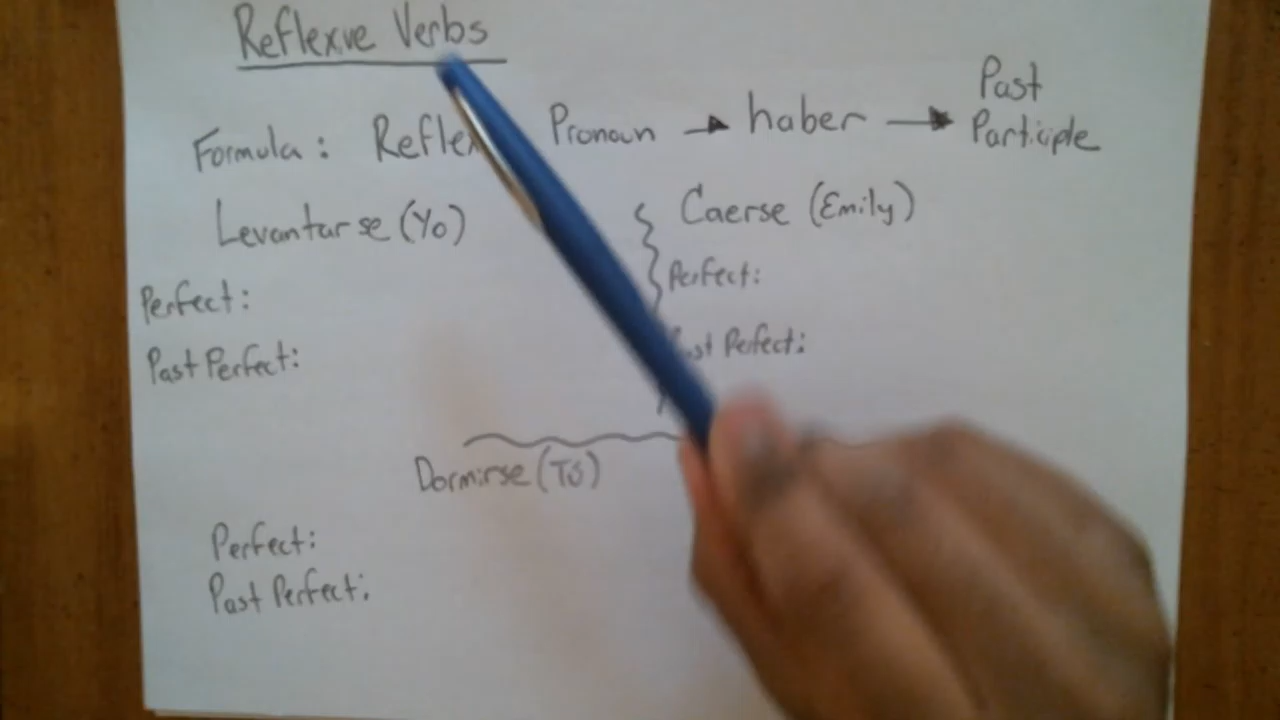 Reflexive Verbs
Formula: Pronoun → haber → Past Participle
Levantarse (Yo)
Perfect:
Past Perfect:
Caerse (Emily)
Perfect:
Perfect:
Dormirse (Tú)
Perfect:
Past Perfect: